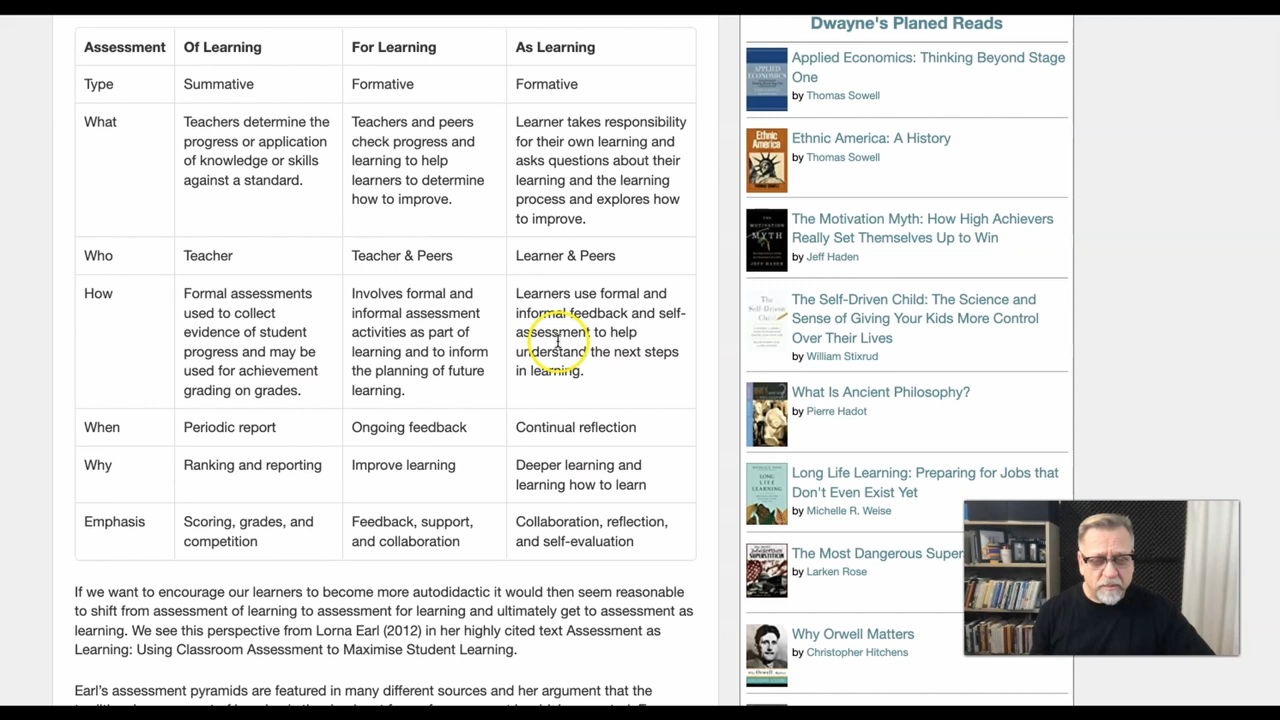 Assessment Of Learning For Learning As Learning
Type Summative Formative Formative
What
Teachers determine the
progress or application
of knowledge or skills
against a standard.
Teachers and peers
check progress and
learning to help
learners to determine
how to improve.
Learner takes responsibility
for their own learning and
asks questions about their
learning and the learning
process and explores how
to improve.
Who Teacher Teacher & Peers Learner & Peers
How
Formal assessments
used to collect
evidence of student
progress and may be
used for achievement
grading on grades.
Involves formal and
informal assessment
activities as part of
learning and to inform
the planning of future
learning.
Learners use formal and
informal feedback and self-
assessment to help
understand the next steps
in learning.
When Periodic report Ongoing feedback Continual reflection
Why
Ranking and reporting
Improve learning
Deeper learning and
learning how to learn
Emphasis
Scoring, grades, and
competition
Feedback, support,
and collaboration
Collaboration, reflection,
and self-evaluation
If we want to encourage our learners to become more autodidactic it would then seem reasonable
to shift from assessment of learning to assessment for learning and ultimately get to assessment as
learning. We see this perspective from Lorna Earl (2012) in her highly cited text Assessment as
Learning: Using Classroom Assessment to Maximise Student Learning.
Earl's assessment pyramids are featured in many different sources and her argument that the
Dwayne's Planed Reads
APPLIED
ECONOMICS
Applied Economics: Thinking Beyond Stage
One
by Thomas Sowell
Ethnic
America
Ethnic America: A History
by Thomas Sowell
THE
MOTIVATION
MYTH
JEFF HADEN
The Motivation Myth: How High Achievers
Really Set Themselves Up to Win
by Jeff Haden
The
Self-Driven
Child
The Self-Driven Child: The Science and
Sense of Giving Your Kids More Control
Over Their Lives
by William Stixrud
What Is Ancient Philosophy?
by Pierre Hadot
LONG
LIFE
LEARNING
Long Life Learning: Preparing for Jobs that
Don't Even Exist Yet
by Michelle R. Weise
The Most Dangerous Super
by Larken Rose
Why Orwell Matters
by Christopher Hitchens